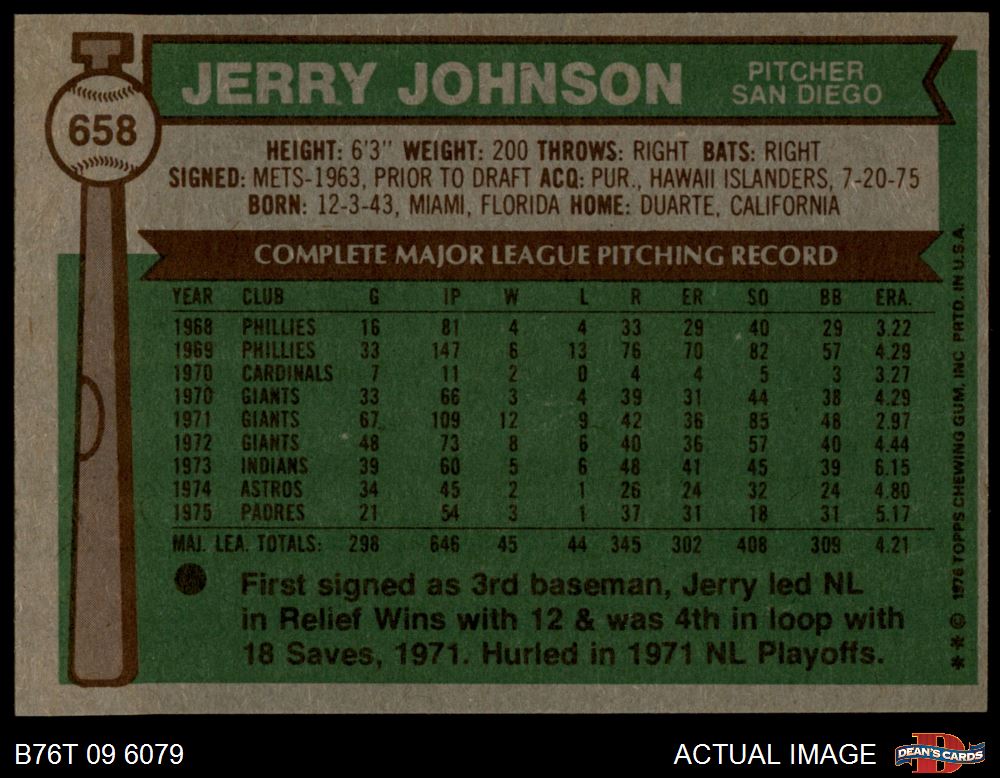 JERRY JOHNSON PITCHER
SAN DIEGO
658
HEIGHT: 6'3" WEIGHT: 200 THROWS: RIGHT BATS: RIGHT
SIGNED: METS-1963, PRIOR TO DRAFT ACQ: PUR., HAWAII ISLANDERS, 7-20-75
BORN: 12-3-43, MIAMI, FLORIDA HOME: DUARTE, CALIFORNIA
COMPLETE MAJOR LEAGUE PITCHING RECORD
YEAR CLUB G IP W L R ER SO BB ERA.
1968 PHILLIES 16 81 4 4 33 29 40 29 3.22
1969 PHILLIES 33 147 6 13 76 70 82 57 4.29
1970 CARDINALS 7 11 2 0 4 4 5 3 3.27
1970 GIANTS 33 66 3 4 39 31 44 38 4.29
1971 GIANTS 67 109 12 9 42 36 85 48 2.97
1972 GIANTS 48 73 8 6 40 36 57 40 4.44
1973 INDIANS 39 60 5 6 48 41 45 39 6.15
1974 ASTROS 34 45 2 1 26 24 32 24 4.80
1975 PADRES 21 54 3 1 37 31 18 31 5.17
MAJ. LEA. TOTALS: 298 646 45 44 345 302 408 309 4.21
First signed as 3rd baseman, Jerry led NL
in Relief Wins with 12 & was 4th in loop with
18 Saves, 1971. Hurled in 1971 NL Playoffs.
** © 1976 TOPPS CHEWING GUM, INC. PRTD. IN U.S.A.
B76T 09 6079 ACTUAL IMAGE DEAN'S CARDS